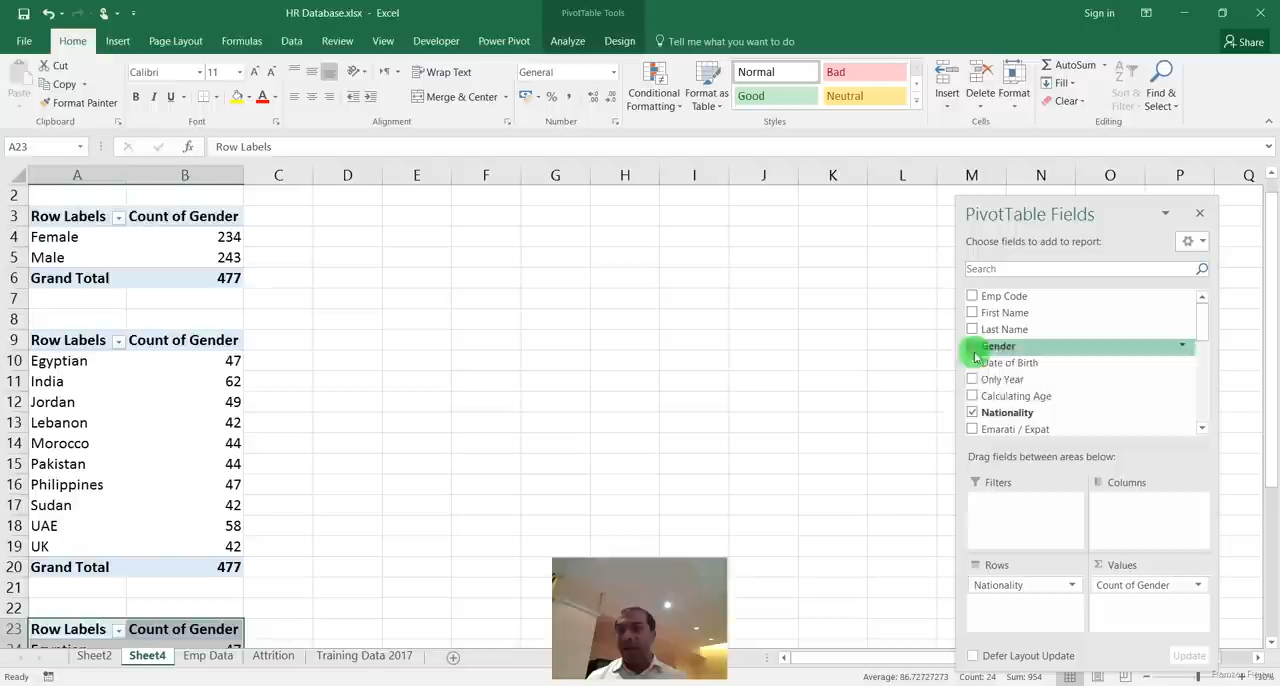 HR Database.xlsx - Excel
PivotTable Tools
Sign in
File Home Insert Page Layout Formulas Data Review View Developer Power Pivot Analyze Design Tell me what you want to do
Share
Paste
Cut
Copy
Format Painter
Clipboard
Calibri 11
B I U
Font
Wrap Text
Merge & Center
Alignment
General
Number
Conditional Formatting
Format as Table
Normal Bad
Good Neutral
Styles
Insert Delete Format
Cells
AutoSum
Fill
Clear
Sort & Filter
Find & Select
Editing
A23
Row Labels
A B C D E F G H I J K L M N O P Q
2
3 Row Labels Count of Gender
4 Female 234
5 Male 243
6 Grand Total 477
7
8
9 Row Labels Count of Gender
10 Egyptian 47
11 India 62
12 Jordan 49
13 Lebanon 42
14 Morocco 44
15 Pakistan 44
16 Philippines 47
17 Sudan 42
18 UAE 58
19 UK 42
20 Grand Total 477
21
22
23 Row Labels Count of Gender
PivotTable Fields
Choose fields to add to report:
Search
Emp Code
First Name
Last Name
Gender
Date of Birth
Only Year
Calculating Age
Nationality
Emarati / Expat
Drag fields between areas below:
Filters
Columns
Rows
Values
Nationality
Count of Gender
Defer Layout Update
Update
Sheet2 Sheet4 Emp Data Attrition Training Data 2017
Ready
Average: 86.72727273 Count: 24 Sum: 954